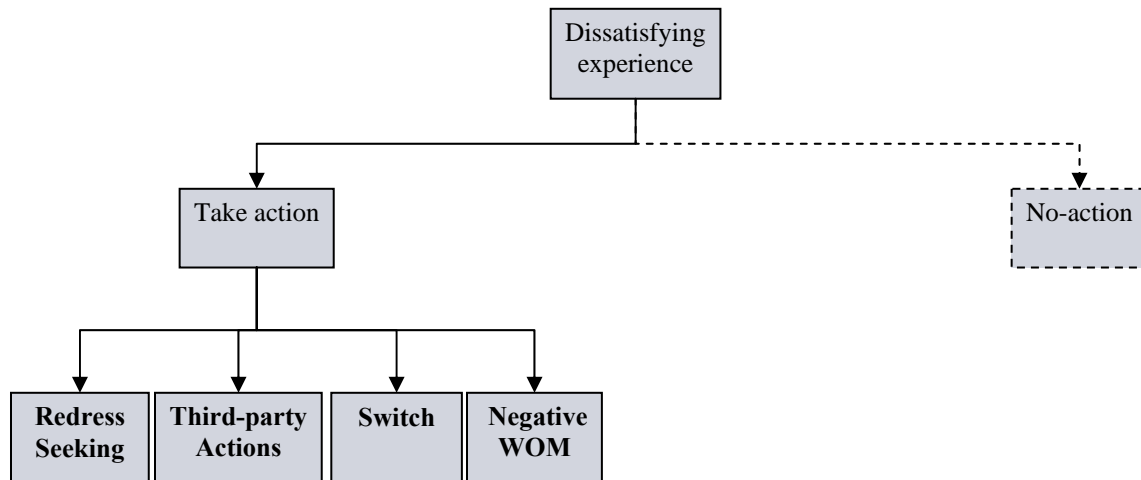 Dissatisfying
experience
Take action
No-action
Redress
Seeking
Third-party
Actions
Switch
Negative
WOM